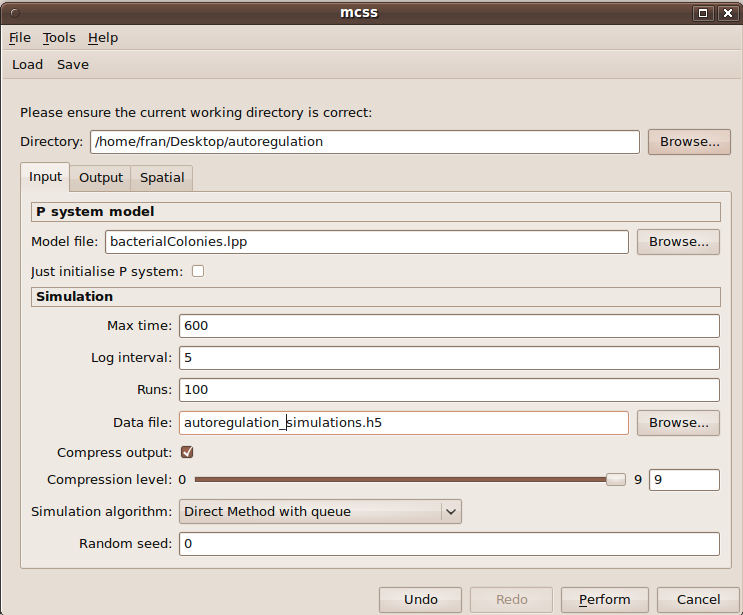 mcss
File Tools Help
Load Save
Please ensure the current working directory is correct:
Directory: /home/fran/Desktop/autoregulation Browse...
Input Output Spatial
P system model
Model file: bacterialColonies.lpp Browse...
Just initialise P system:
Simulation
Max time: 600
Log interval: 5
Runs: 100
Data file: autoregulation_simulations.h5 Browse...
Compress output:
Compression level: 0 9 9
Simulation algorithm: Direct Method with queue
Random seed: 0
Undo Redo Perform Cancel